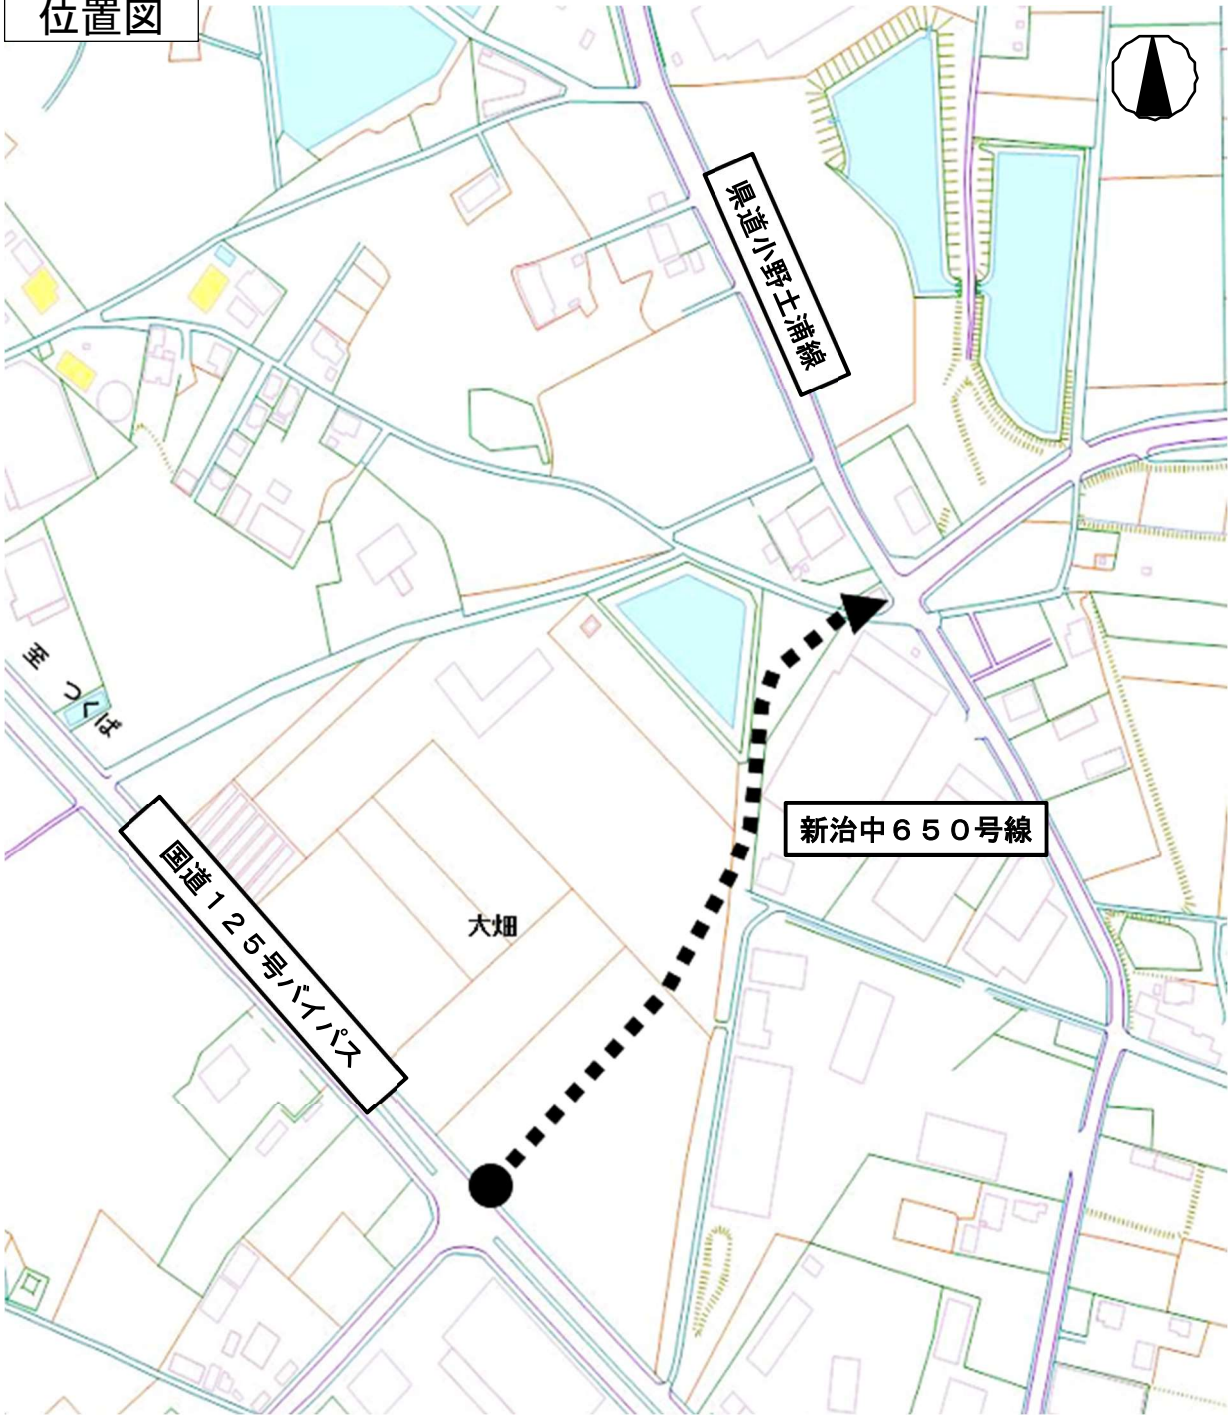 位置図
県道小野土浦線
至 つくば
新治中６５０号線
国道１２５号バイパス
大畑